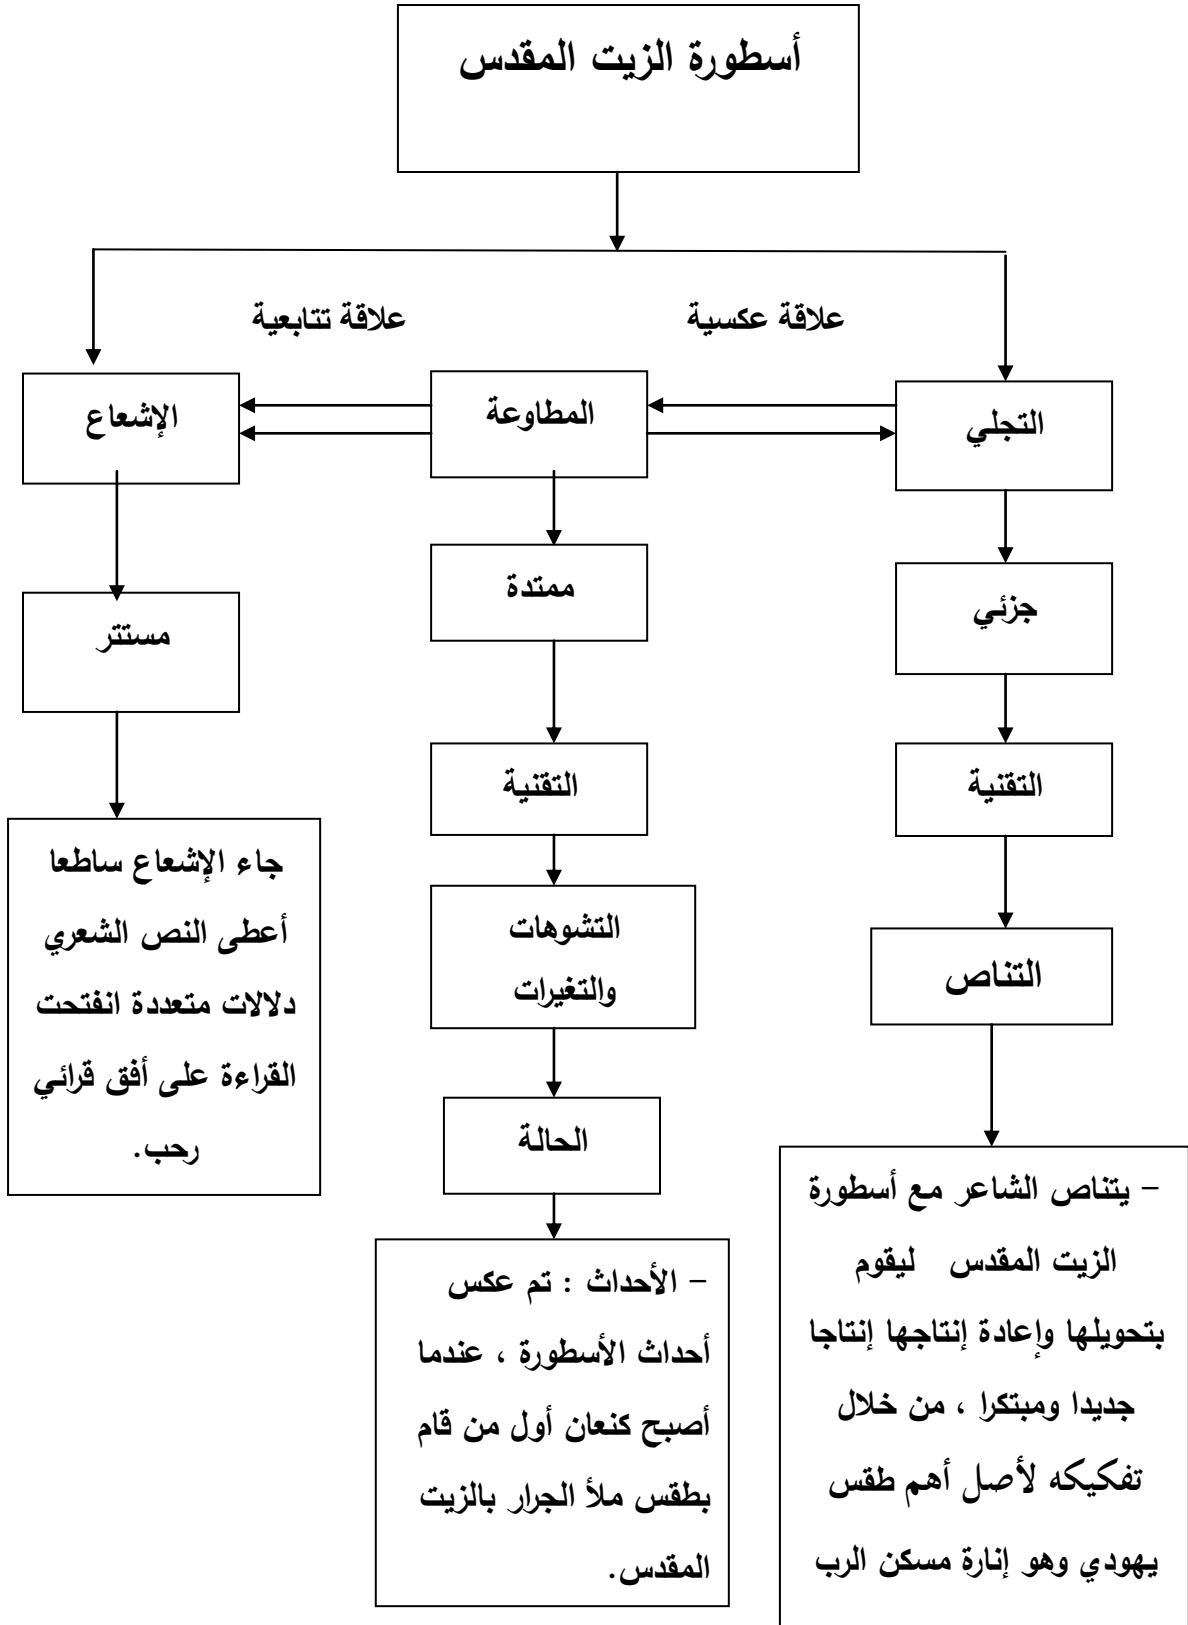 أسطورة الزيت المقدس
علاقة عكسية
علاقة تتابعية
التجلي
المطاوعة
الإشعاع
جزئي
ممتدة
مستتر
التقنية
التقنية
التناص
التشوهات
والتغيرات
الحالة
– يتناص الشاعر مع أسطورة
الزيت المقدس ليقوم
بتحويلها وإعادة إنتاجها إنتاجا
جديدا ومبتكرا ، من خلال
تفكيكه لأصل أهم طقس
يهودي وهو إنارة مسكن الرب
– الأحداث : تم عكس
أحداث الأسطورة ، عندما
أصبح كنعان أول من قام
بطقس ملأ الجرار بالزيت
المقدس.
جاء الإشعاع ساطعا
أعطى النص الشعري
دلالات متعددة انفتحت
القراءة على أفق قرائي
رحب.